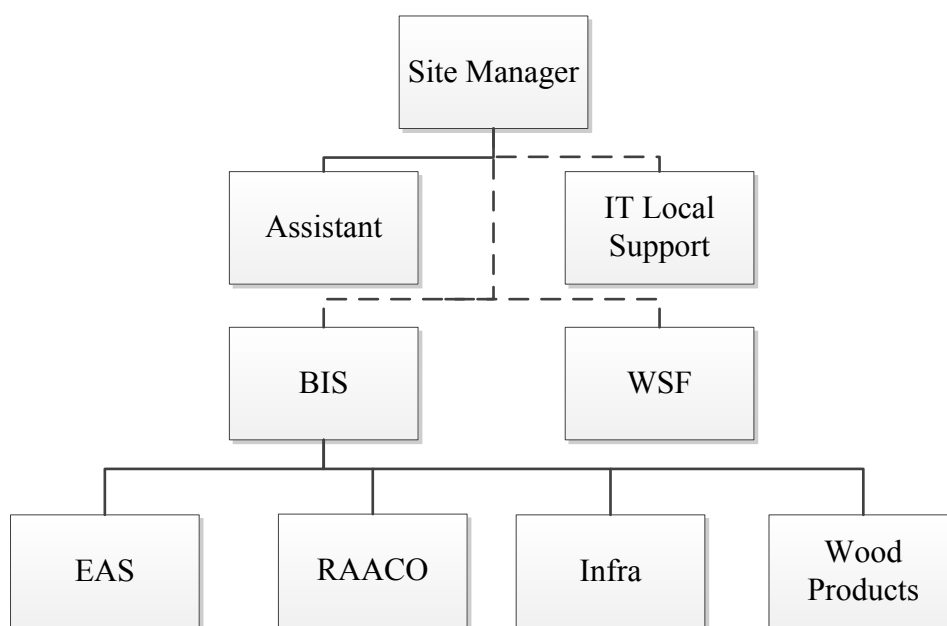 Site Manager
Assistant
IT Local
Support
BIS
WSF
EAS
RAACO
Infra
Wood
Products